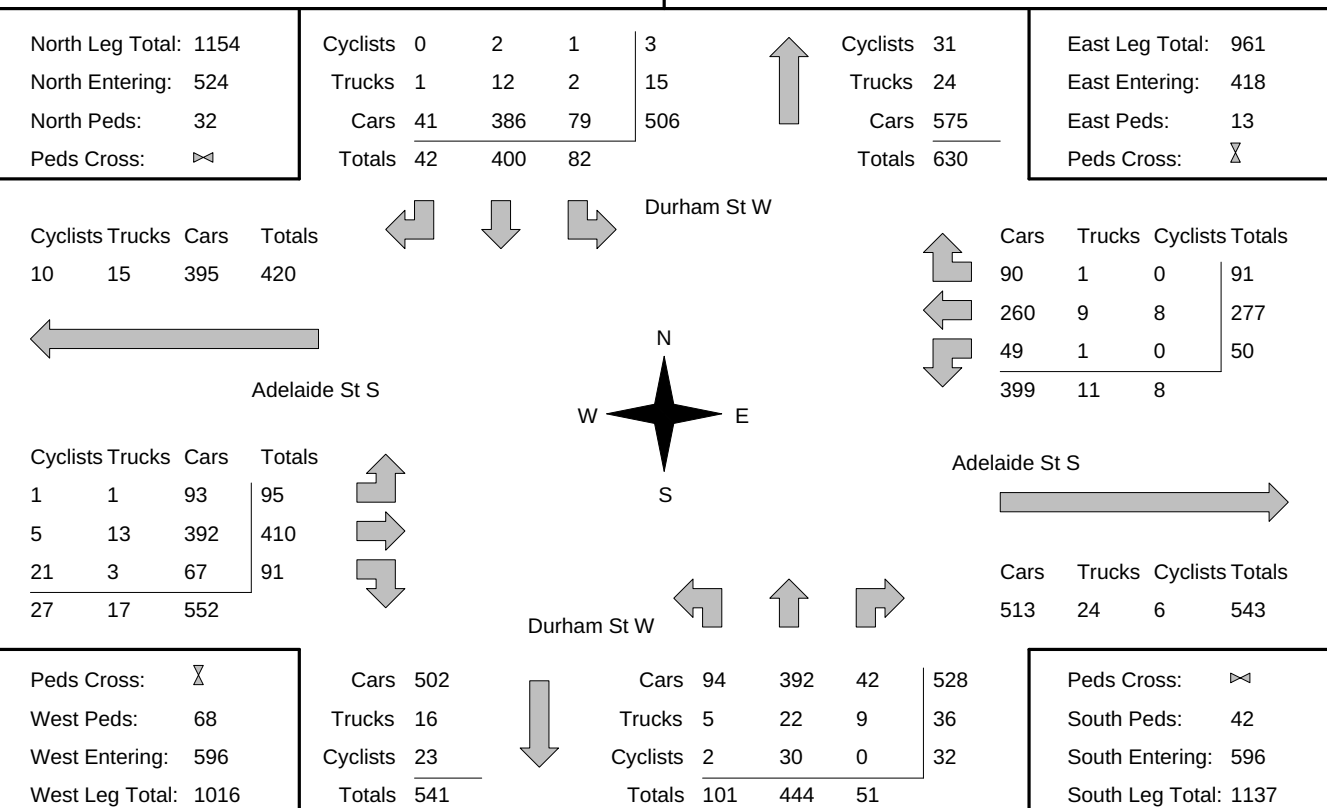 North Leg Total: 1154
North Entering: 524
North Peds: 32
Peds Cross:
Cyclists 0 2 1 3
Trucks 1 12 2 15
Cars 41 386 79 506
Totals 42 400 82
Cyclists 31
Trucks 24
Cars 575
Totals 630
East Leg Total: 961
East Entering: 418
East Peds: 13
Peds Cross:
Durham St W
Cyclists Trucks Cars Totals
10 15 395 420
Cars Trucks Cyclists Totals
90 1 0 91
260 9 8 277
49 1 0 50
399 11 8
Adelaide St S
N
W E
S
Cyclists Trucks Cars Totals
1 1 93 95
5 13 392 410
21 3 67 91
27 17 552
Adelaide St S
Cars Trucks Cyclists Totals
513 24 6 543
Durham St W
Peds Cross:
West Peds: 68
West Entering: 596
West Leg Total: 1016
Cars 502
Trucks 16
Cyclists 23
Totals 541
Cars 94 392 42 528
Trucks 5 22 9 36
Cyclists 2 30 0 32
Totals 101 444 51
Peds Cross:
South Peds: 42
South Entering: 596
South Leg Total: 1137